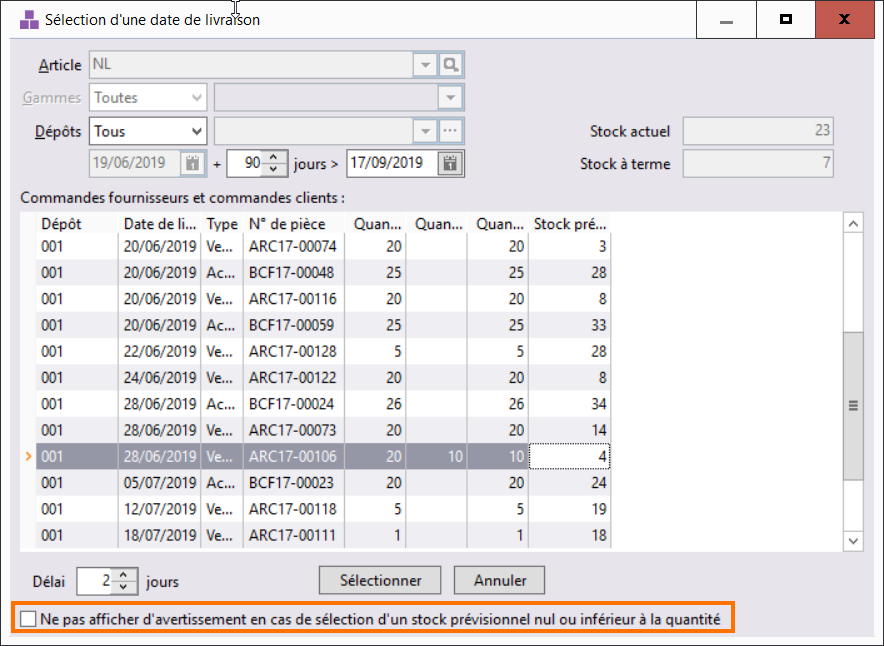 Sélection d'une date de livraison
Article NL
Gammes Toutes
Dépôts Tous ... Stock actuel 23
19/06/2019 + 90 jours > 17/09/2019 Stock à terme 7
Commandes fournisseurs et commandes clients :
Dépôt Date de li... Type N° de pièce Quan... Quan... Quan... Stock pré...
001 20/06/2019 Ve... ARC17-00074 20 20 3
001 20/06/2019 Ac... BCF17-00048 25 25 28
001 20/06/2019 Ve... ARC17-00116 20 20 8
001 20/06/2019 Ac... BCF17-00059 25 25 33
001 22/06/2019 Ve... ARC17-00128 5 5 28
001 24/06/2019 Ve... ARC17-00122 20 20 8
001 28/06/2019 Ac... BCF17-00024 26 26 34
001 28/06/2019 Ve... ARC17-00073 20 20 14
001 28/06/2019 Ve... ARC17-00106 20 10 10 4
001 05/07/2019 Ac... BCF17-00023 20 20 24
001 12/07/2019 Ve... ARC17-00118 5 5 19
001 18/07/2019 Ve... ARC17-00111 1 1 18
Délai 2 jours Sélectionner Annuler
Ne pas afficher d'avertissement en cas de sélection d'un stock prévisionnel nul ou inférieur à la quantité